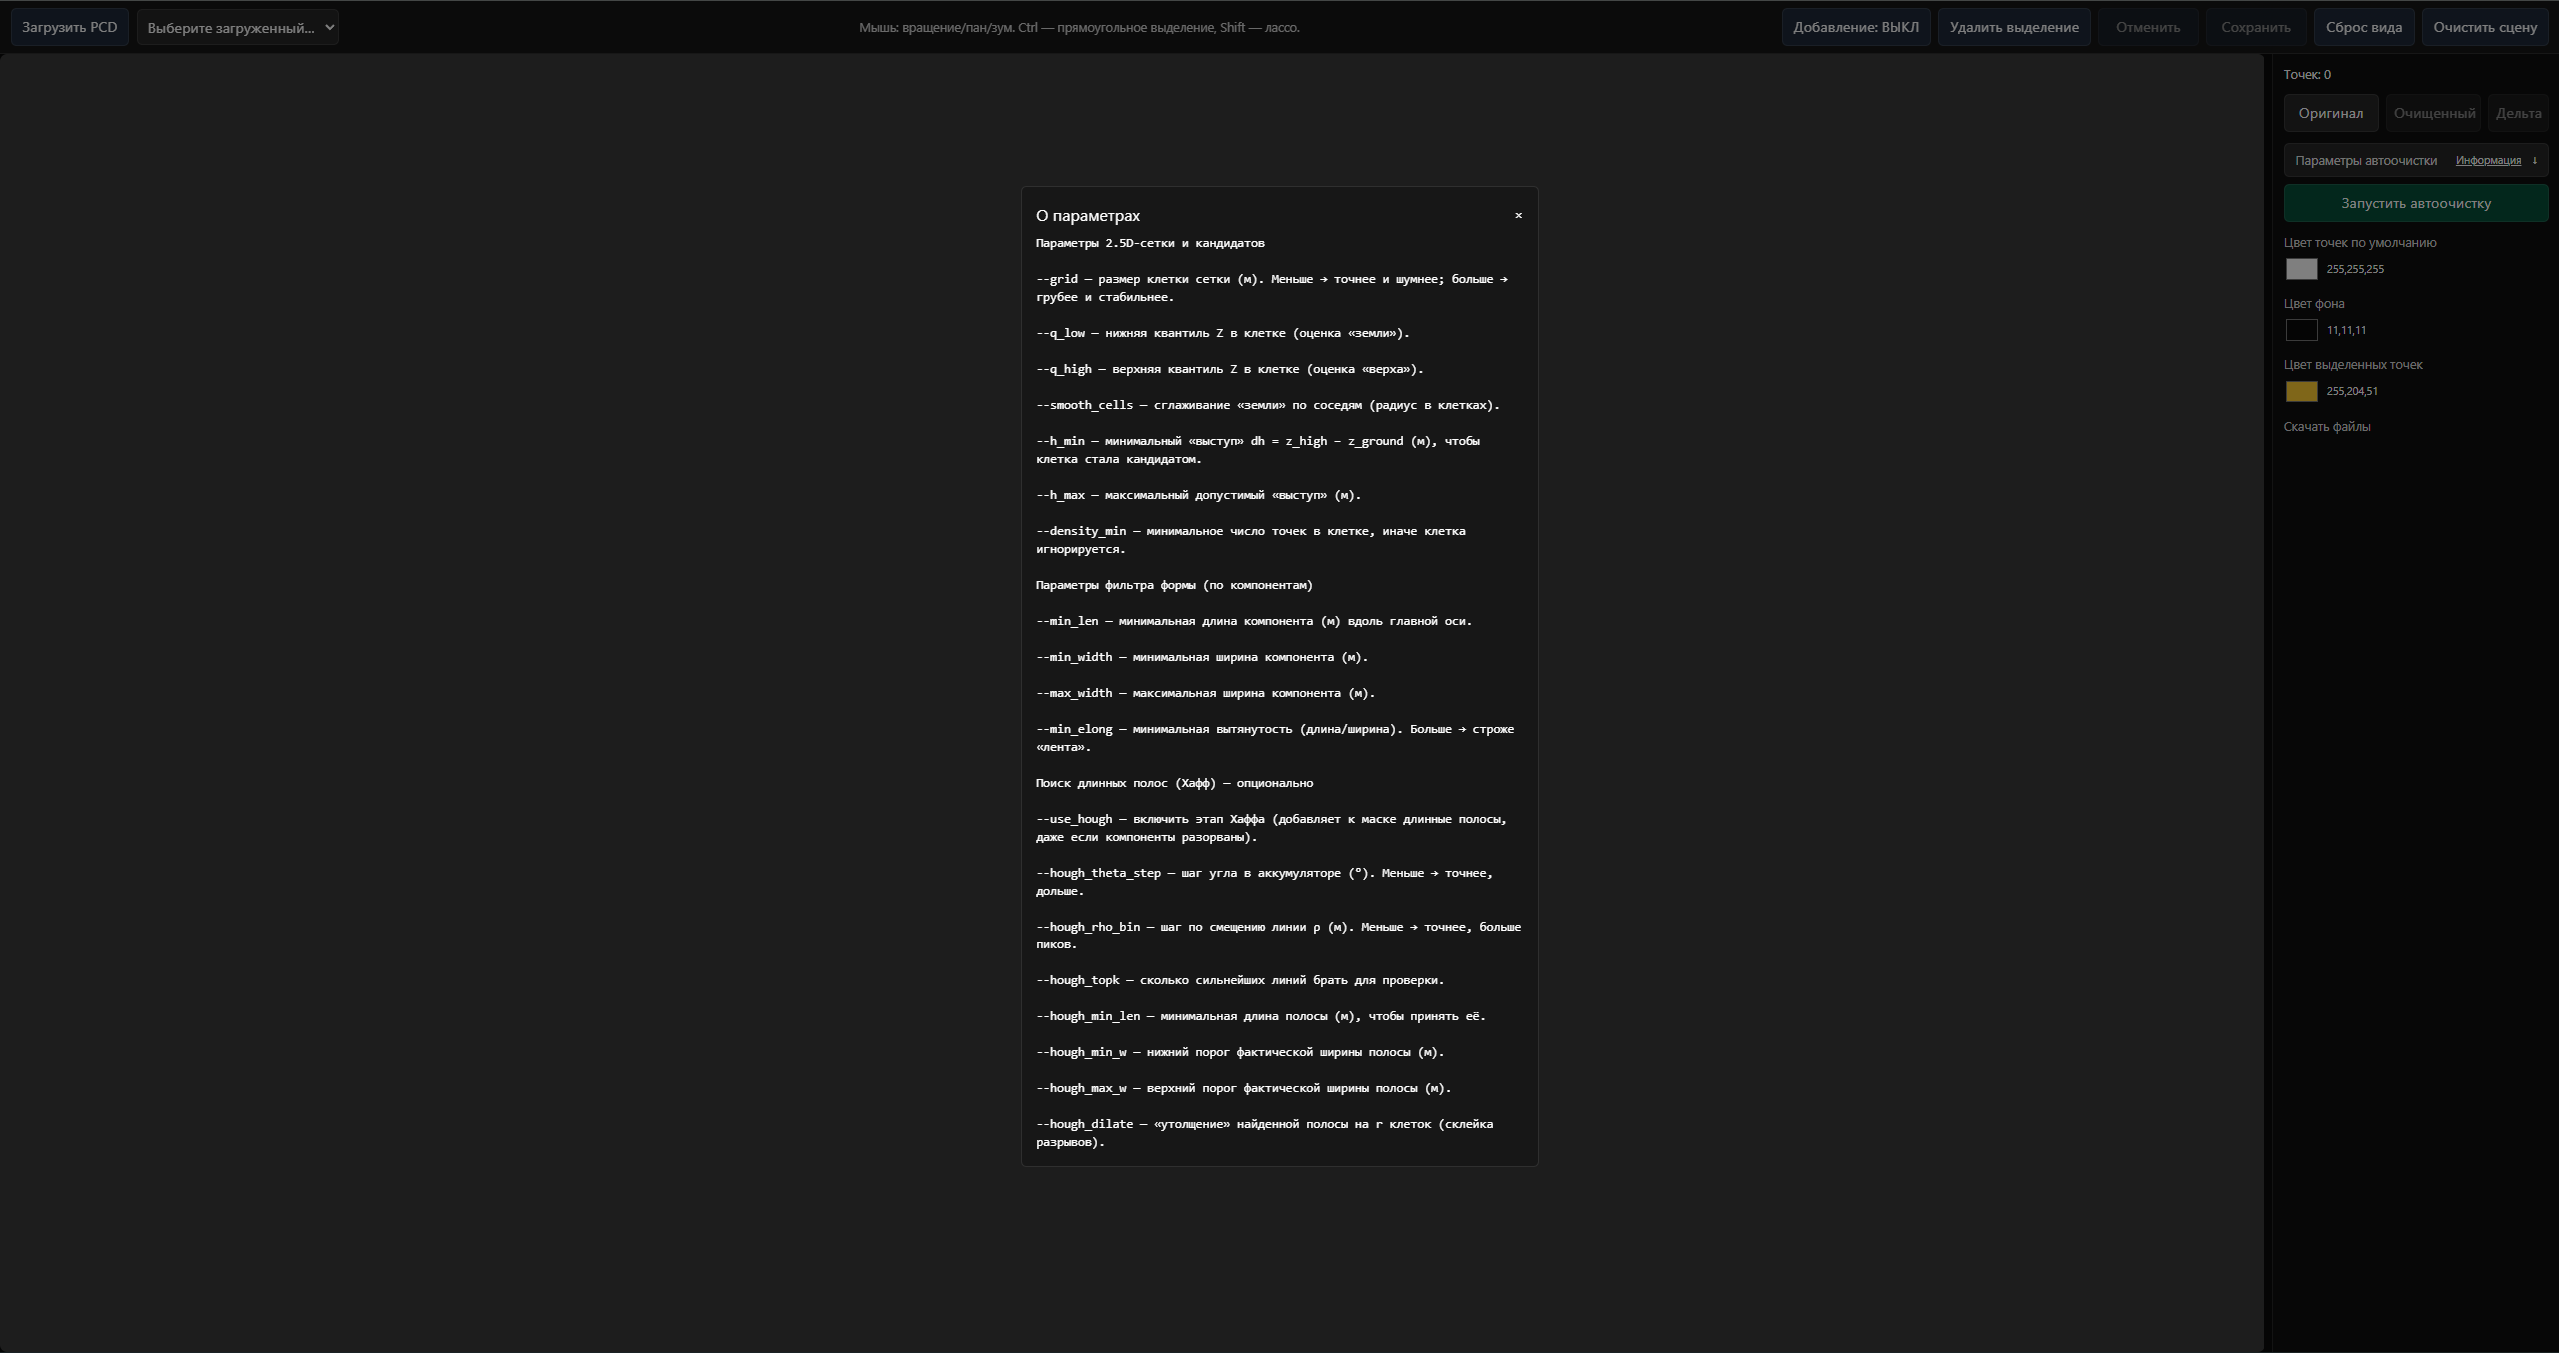 Загрузить PCD
Выберите загруженный...
Мышь: вращение/пан/зум. Ctrl — прямоугольное выделение, Shift — лассо.
Добавление: ВЫКЛ
Удалить выделение
Отменить
Сохранить
Сброс вида
Очистить сцену
Точек: 0
Оригинал
Очищенный
Дельта
Параметры автоочистки
Информация ↓
Запустить автоочистку
Цвет точек по умолчанию
255,255,255
Цвет фона
11,11,11
Цвет выделенных точек
255,204,51
Скачать файлы
О параметрах
×
Параметры 2.5D-сетки и кандидатов
--grid — размер клетки сетки (м). Меньше → точнее и шумнее; больше →
грубее и стабильнее.
--q_low — нижняя квантиль Z в клетке (оценка «земли»).
--q_high — верхняя квантиль Z в клетке (оценка «верха»).
--smooth_cells — сглаживание «земли» по соседям (радиус в клетках).
--h_min — минимальный «выступ» dh = z_high − z_ground (м), чтобы
клетка стала кандидатом.
--h_max — максимальный допустимый «выступ» (м).
--density_min — минимальное число точек в клетке, иначе клетка
игнорируется.
Параметры фильтра формы (по компонентам)
--min_len — минимальная длина компонента (м) вдоль главной оси.
--min_width — минимальная ширина компонента (м).
--max_width — максимальная ширина компонента (м).
--min_elong — минимальная вытянутость (длина/ширина). Больше → строже
«лента».
Поиск длинных полос (Хафф) — опционально
--use_hough — включить этап Хаффа (добавляет к маске длинные полосы,
даже если компоненты разорваны).
--hough_theta_step — шаг угла в аккумуляторе (°). Меньше → точнее,
дольше.
--hough_rho_bin — шаг по смещению линии ρ (м). Меньше → точнее, больше
пиков.
--hough_topk — сколько сильнейших линий брать для проверки.
--hough_min_len — минимальная длина полосы (м), чтобы принять её.
--hough_min_w — нижний порог фактической ширины полосы (м).
--hough_max_w — верхний порог фактической ширины полосы (м).
--hough_dilate — «утолщение» найденной полосы на r клеток (склейка
разрывов).